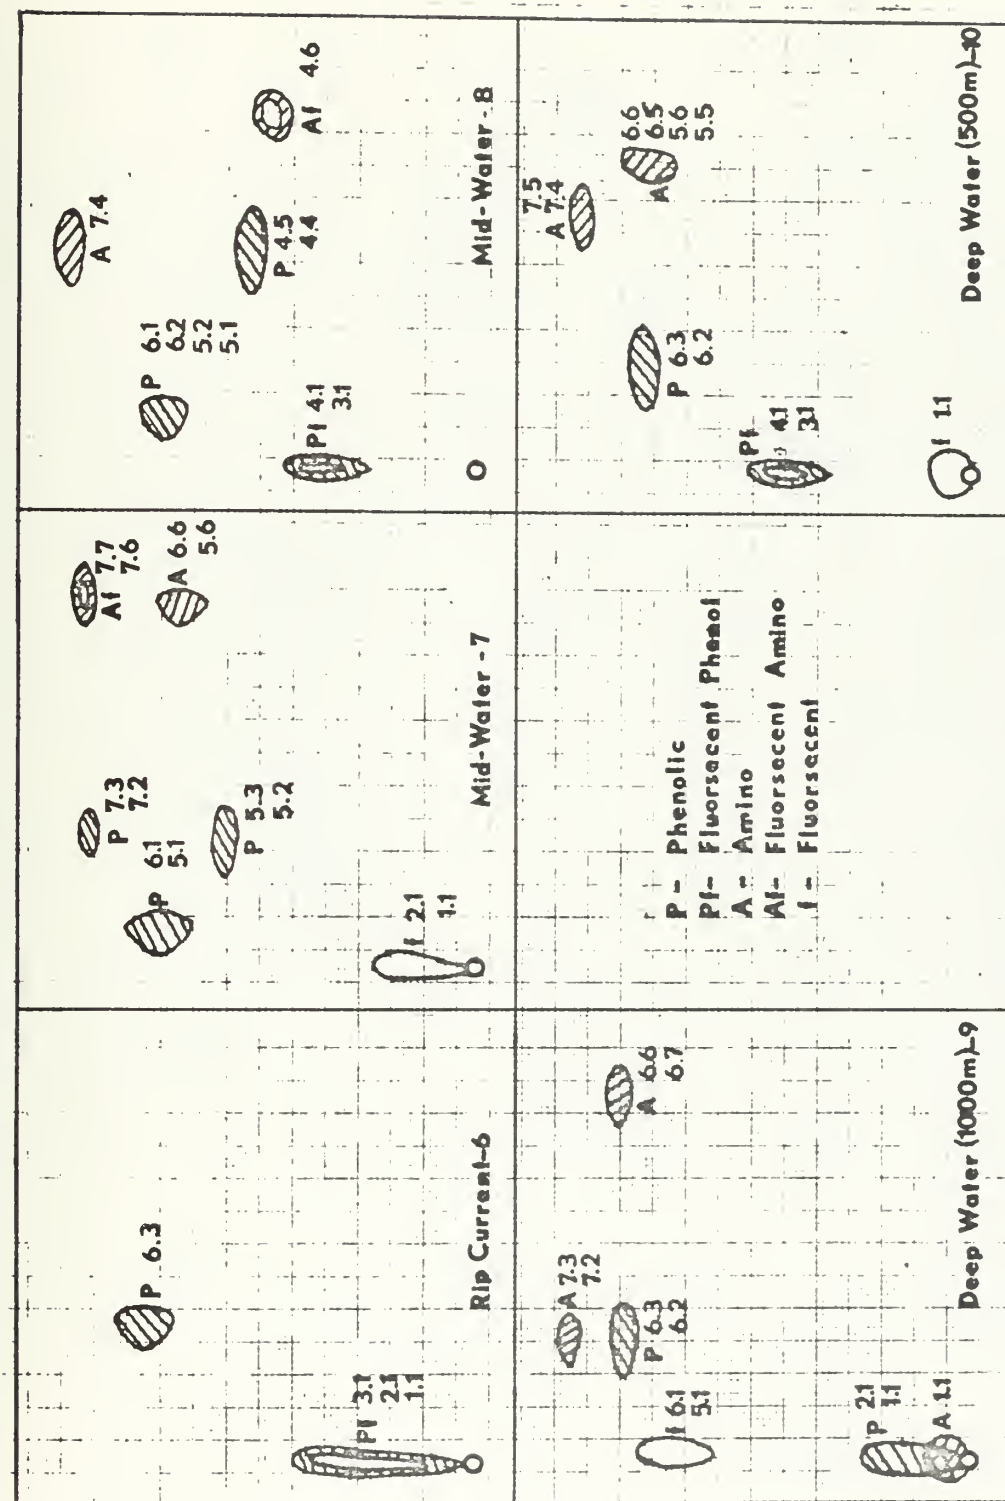 P 6.3
Pf 3.1
2.1
1.1
Rip Current-6
P 7.3
7.2
Af 7.7
7.6
P 6.1
5.1
A 6.6
5.6
P 5.3
5.2
f 2.1
1.1
Mid-Water-7
A 7.4
P 6.1
6.2
5.2
5.1
P 4.5
4.4
Af 4.6
Pf 4.1
3.1
Mid-Water-8
A 7.3
7.2
P 6.3
6.2
A 6.6
6.7
f 6.1
5.1
P 2.1
1.1
A 1.1
Deep Water (1000m)-9
P - Phenolic
Pf- Fluorsecent Phenol
A - Amino
Af- Fluorsecent Amino
f - Fluorsecent
7.5
A 7.4
6.6
6.5
A 5.6
5.5
P 6.3
6.2
Pf 4.1
3.1
f 1.1
Deep Water (500m)-10